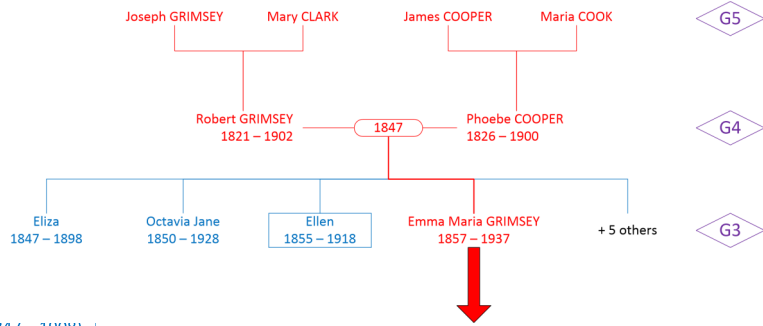 Joseph GRIMSEY
Mary CLARK
James COOPER
Maria COOK
G5
Robert GRIMSEY
1821 – 1902
1847
Phoebe COOPER
1826 – 1900
G4
Eliza
1847 – 1898
Octavia Jane
1850 – 1928
Ellen
1855 – 1918
Emma Maria GRIMSEY
1857 – 1937
+ 5 others
G3